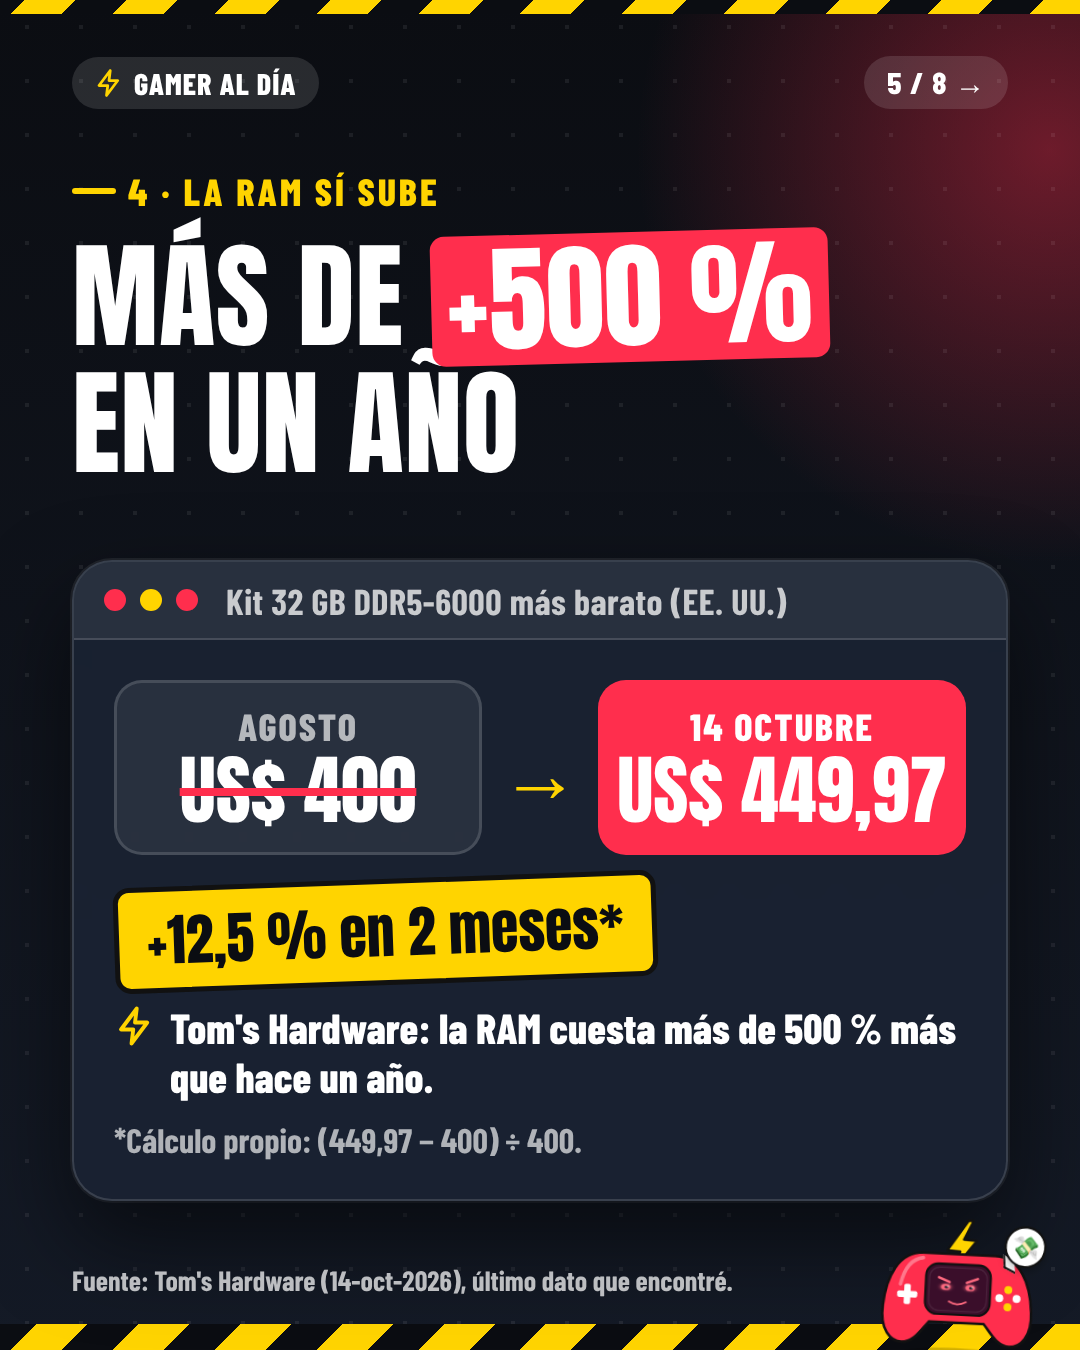 GAMER AL DÍA
5 / 8 →
4 · LA RAM SÍ SUBE
MÁS DE +500 %
EN UN AÑO
Kit 32 GB DDR5-6000 más barato (EE. UU.)
AGOSTO
US$ 400
→
14 OCTUBRE
US$ 449,97
+12,5 % en 2 meses*
Tom's Hardware: la RAM cuesta más de 500 % más
que hace un año.
*Cálculo propio: (449,97 – 400) ÷ 400.
Fuente: Tom's Hardware (14-oct-2026), último dato que encontré.